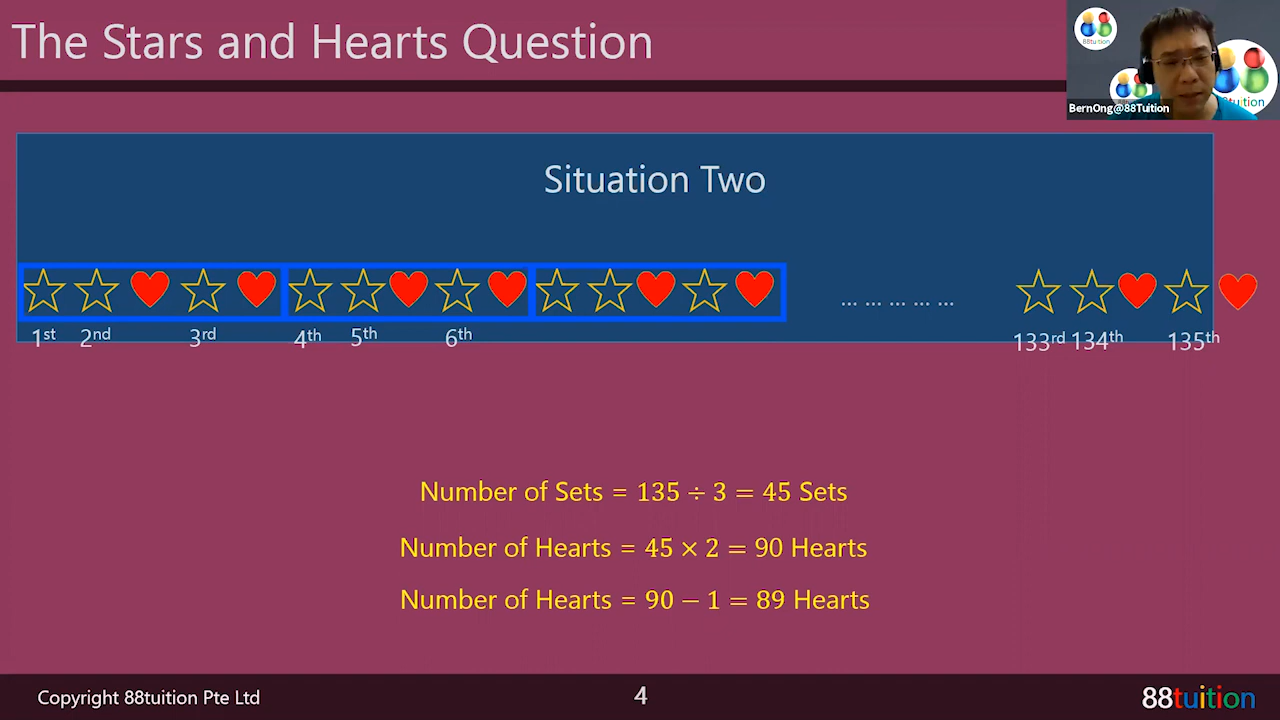 The Stars and Hearts Question
88tuition
tuition
BernOng@88Tuition
Situation Two
... ... ... ... ...
1st 2nd 3rd 4th 5th 6th 133rd 134th 135th
Number of Sets = 135 ÷ 3 = 45 Sets
Number of Hearts = 45 × 2 = 90 Hearts
Number of Hearts = 90 − 1 = 89 Hearts
Copyright 88tuition Pte Ltd
4
88tuition